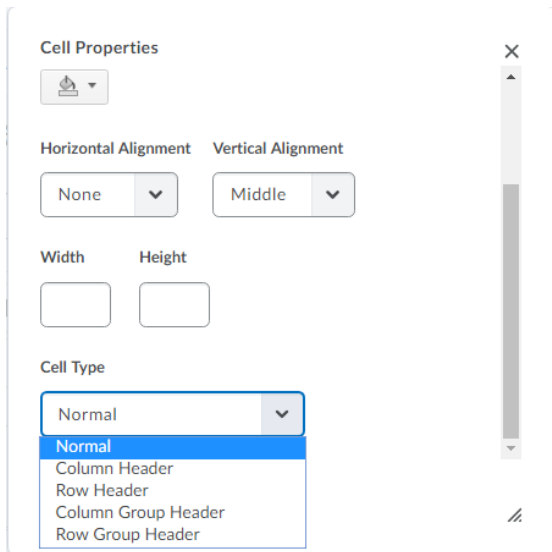 Cell Properties
Horizontal Alignment Vertical Alignment
None Middle
Width Height
Cell Type
Normal
Normal
Column Header
Row Header
Column Group Header
Row Group Header